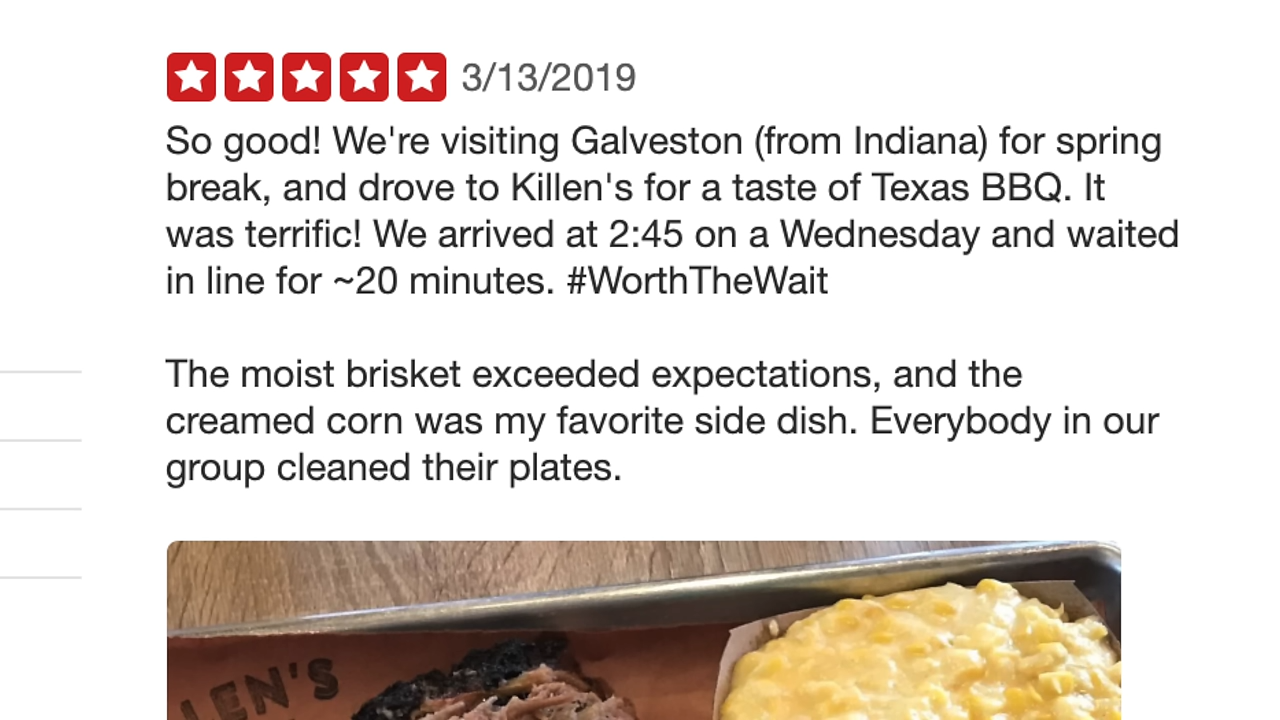 3/13/2019
So good! We're visiting Galveston (from Indiana) for spring
break, and drove to Killen's for a taste of Texas BBQ. It
was terrific! We arrived at 2:45 on a Wednesday and waited
in line for ~20 minutes. #WorthTheWait
The moist brisket exceeded expectations, and the
creamed corn was my favorite side dish. Everybody in our
group cleaned their plates.
LEN'S